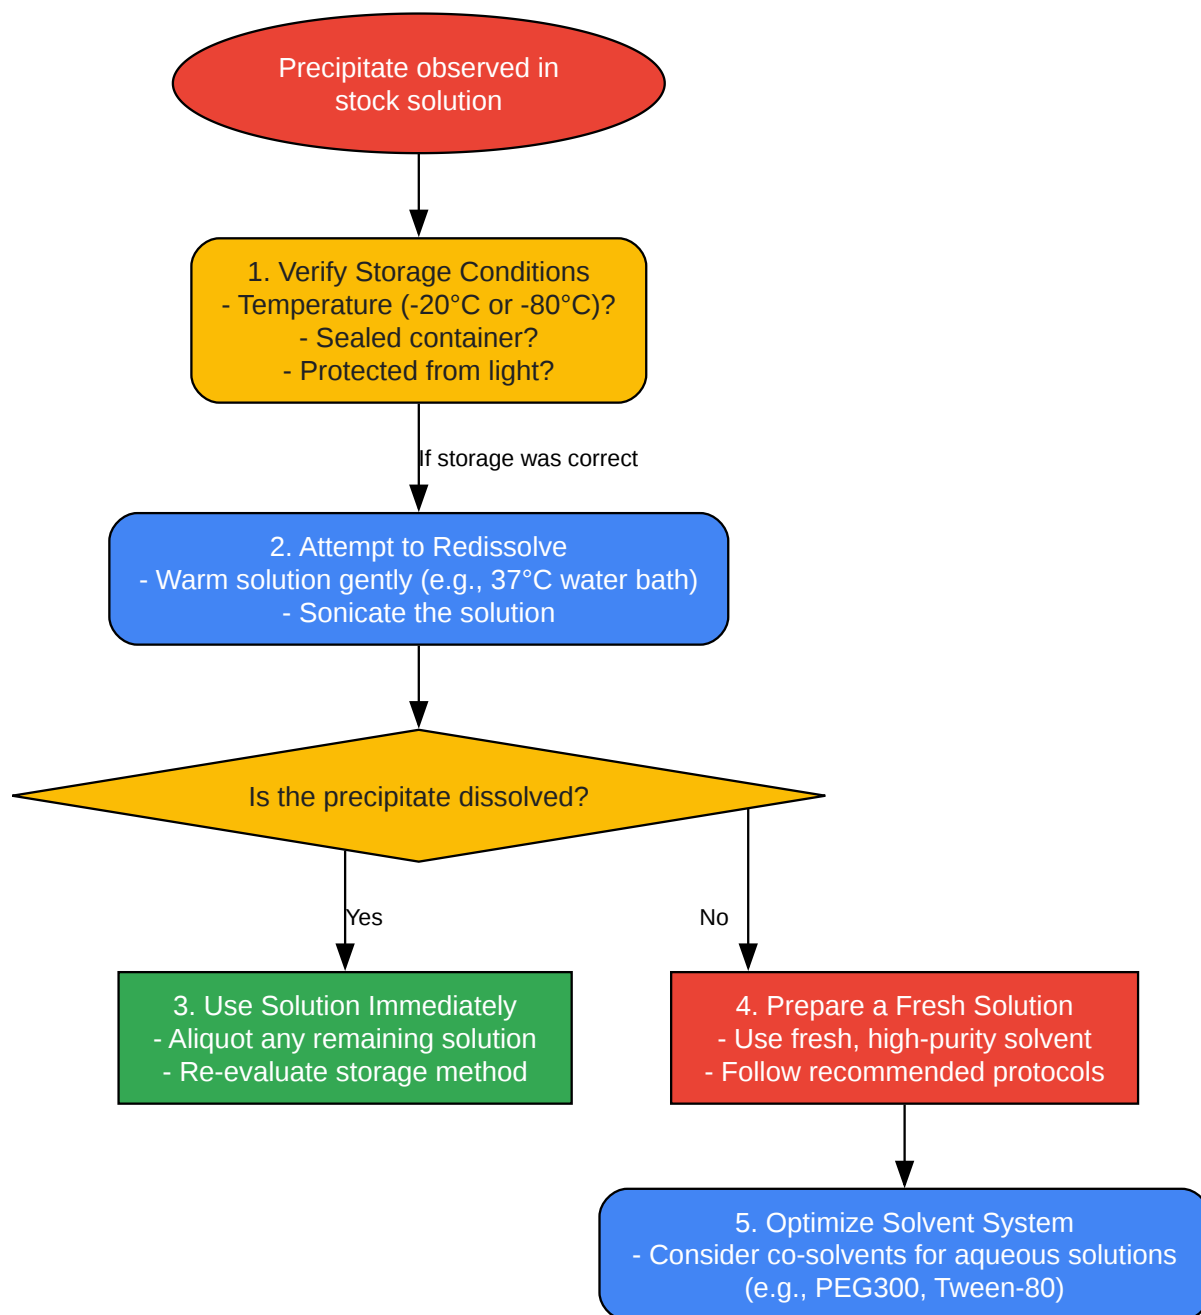 Precipitate observed in
stock solution
1. Verify Storage Conditions
- Temperature (-20°C or -80°C)?
- Sealed container?
- Protected from light?
If storage was correct
2. Attempt to Redissolve
- Warm solution gently (e.g., 37°C water bath)
- Sonicate the solution
Is the precipitate dissolved?
Yes
No
3. Use Solution Immediately
- Aliquot any remaining solution
- Re-evaluate storage method
4. Prepare a Fresh Solution
- Use fresh, high-purity solvent
- Follow recommended protocols
5. Optimize Solvent System
- Consider co-solvents for aqueous solutions
(e.g., PEG300, Tween-80)